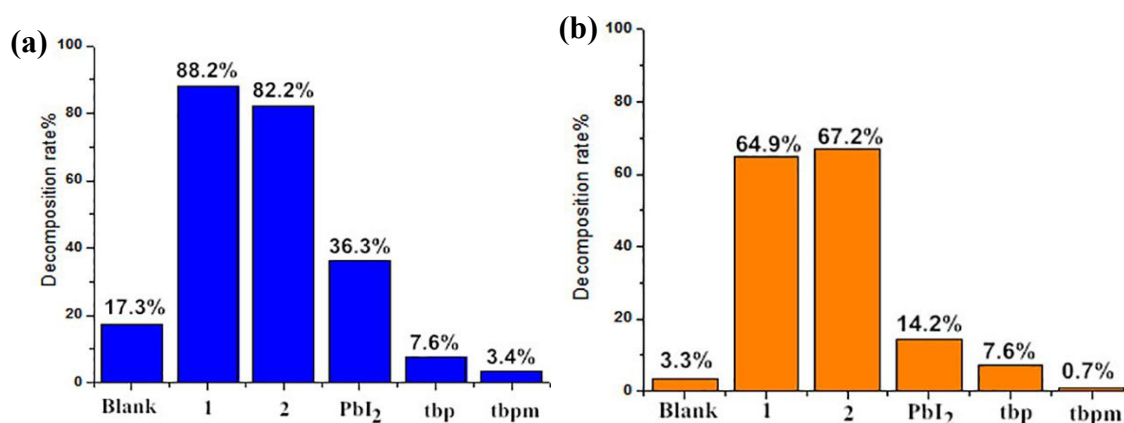 (a)
Decomposition rate%
100
80
60
40
20
0
17.3%
88.2%
82.2%
36.3%
7.6%
3.4%
Blank
1
2
PbI₂
tbp
tbpm
(b)
Decomposition rate%
100
80
60
40
20
0
3.3%
64.9%
67.2%
14.2%
7.6%
0.7%
Blank
1
2
PbI₂
tbp
tbpm